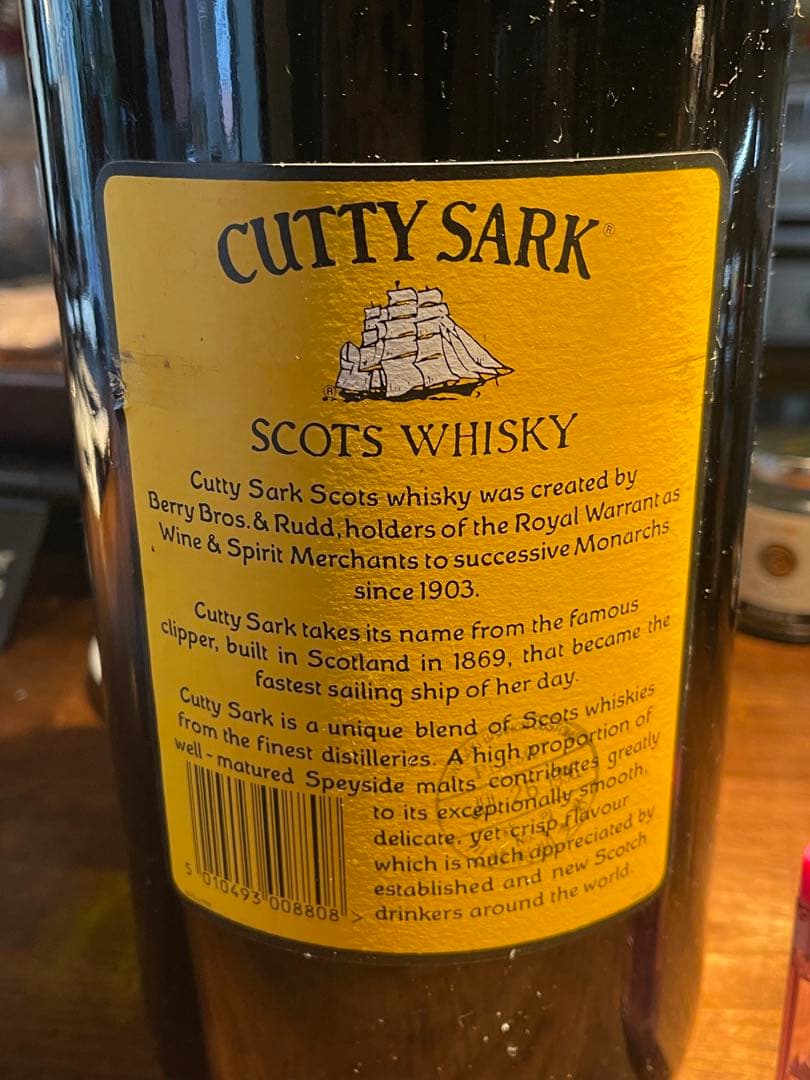 CUTTY SARK®
®
SCOTS WHISKY
Cutty Sark Scots whisky was created by
Berry Bros. & Rudd, holders of the Royal Warrant as
Wine & Spirit Merchants to successive Monarchs
since 1903.
Cutty Sark takes its name from the famous
clipper, built in Scotland in 1869, that became the
fastest sailing ship of her day.
Cutty Sark is a unique blend of Scots whiskies
from the finest distilleries. A high proportion of
well-matured Speyside malts contributes greatly
to its exceptionally smooth,
delicate, yet crisp flavour
which is much appreciated by
established and new Scotch
drinkers around the world.
5 010493 008808 >